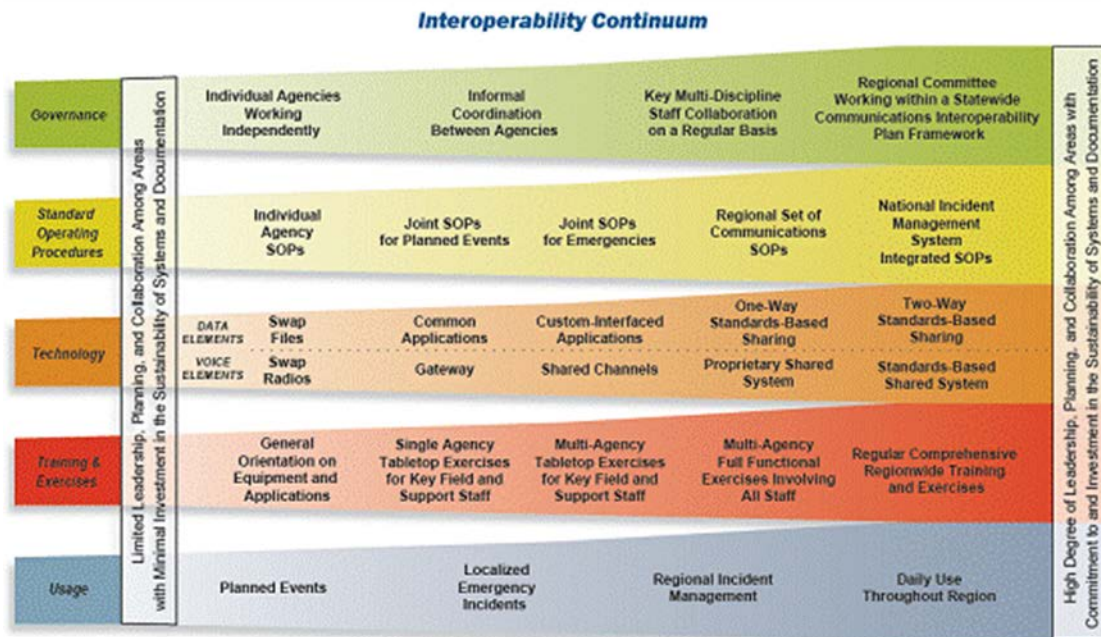 Interoperability Continuum
Limited Leadership, Planning, and Collaboration Among Areas
with Minimal Investment in the Sustainability of Systems and Documentation
Governance
Individual Agencies
Working
Independently
Informal
Coordination
Between Agencies
Key Multi-Discipline
Staff Collaboration
on a Regular Basis
Regional Committee
Working within a Statewide
Communications Interoperability
Plan Framework
Standard
Operating
Procedures
Individual
Agency
SOPs
Joint SOPs
for Planned Events
Joint SOPs
for Emergencies
Regional Set of
Communications
SOPs
National Incident
Management
System
Integrated SOPs
Technology
DATA
ELEMENTS
Swap
Files
Common
Applications
Custom-Interfaced
Applications
One-Way
Standards-Based
Sharing
Two-Way
Standards-Based
Sharing
VOICE
ELEMENTS
Swap
Radios
Gateway
Shared Channels
Proprietary Shared
System
Standards-Based
Shared System
Training &
Exercises
General
Orientation on
Equipment and
Applications
Single Agency
Tabletop Exercises
for Key Field and
Support Staff
Multi-Agency
Tabletop Exercises
for Key Field and
Support Staff
Multi-Agency
Full Functional
Exercises Involving
All Staff
Regular Comprehensive
Regionwide Training
and Exercises
Usage
Planned Events
Localized
Emergency
Incidents
Regional Incident
Management
Daily Use
Throughout Region
High Degree of Leadership, Planning, and Collaboration Among Areas with
Commitment to and Investment in the Sustainability of Systems and Documentation